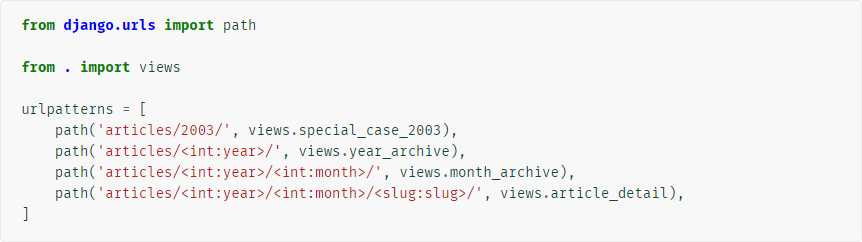 from django.urls import path
from . import views
urlpatterns = [
    path('articles/2003/', views.special_case_2003),
    path('articles/<int:year>/', views.year_archive),
    path('articles/<int:year>/<int:month>/', views.month_archive),
    path('articles/<int:year>/<int:month>/<slug:slug>/', views.article_detail),
]